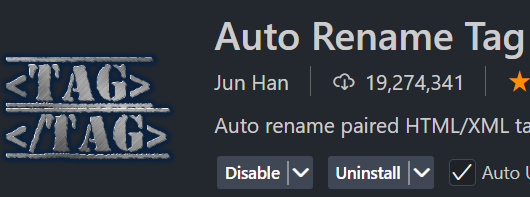 Auto Rename Tag
<TAG>
</TAG>
Jun Han 19,274,341
Auto rename paired HTML/XML ta
Disable Uninstall Auto U